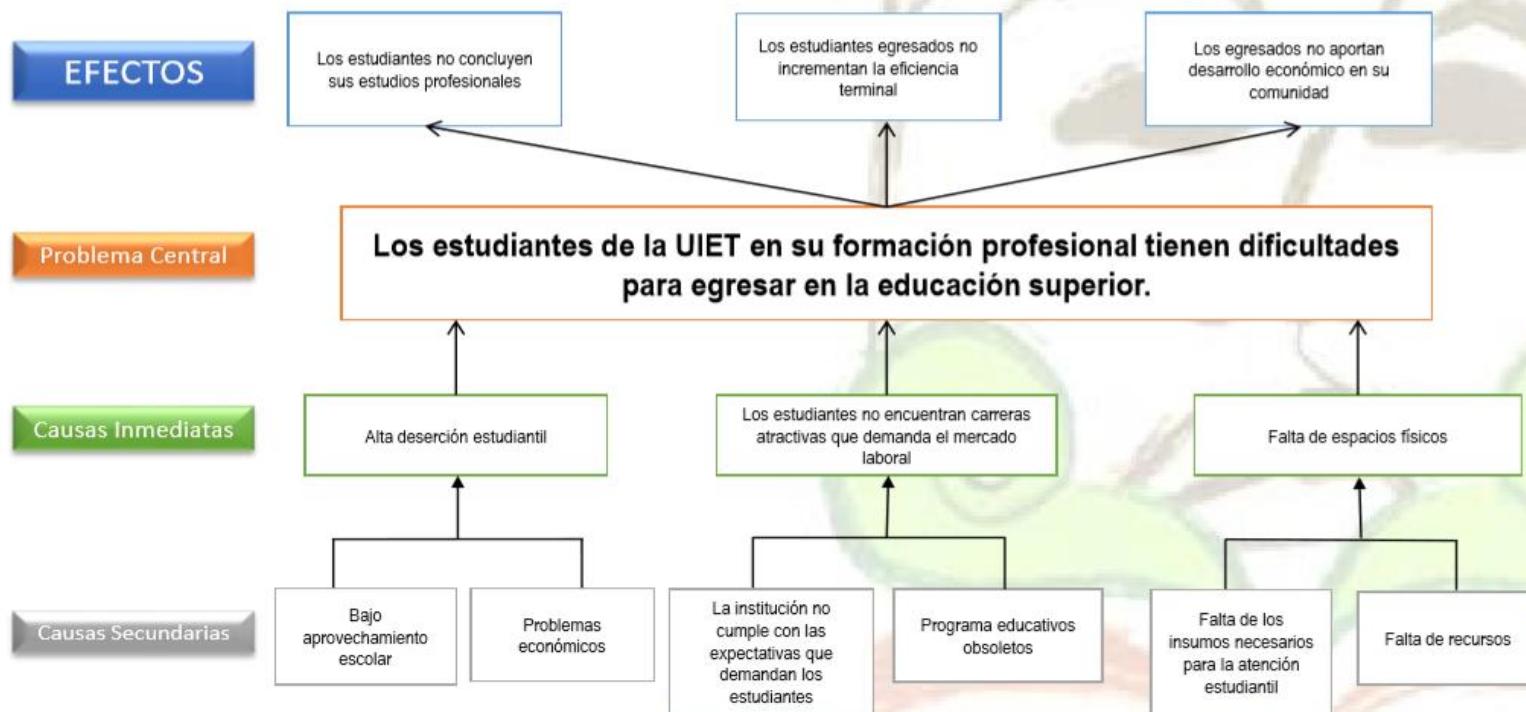 EFECTOS
Los estudiantes no concluyen
sus estudios profesionales
Los estudiantes egresados no
incrementan la eficiencia
terminal
Los egresados no aportan
desarrollo económico en su
comunidad
Problema Central
Los estudiantes de la UIET en su formación profesional tienen dificultades
para egresar en la educación superior.
Causas Inmediatas
Alta deserción estudiantil
Los estudiantes no encuentran carreras
atractivas que demanda el mercado
laboral
Falta de espacios físicos
Causas Secundarias
Bajo
aprovechamiento
escolar
Problemas
económicos
La institución no
cumple con las
expectativas que
demandan los
estudiantes
Programa educativos
obsoletos
Falta de los
insumos necesarios
para la atención
estudiantil
Falta de recursos